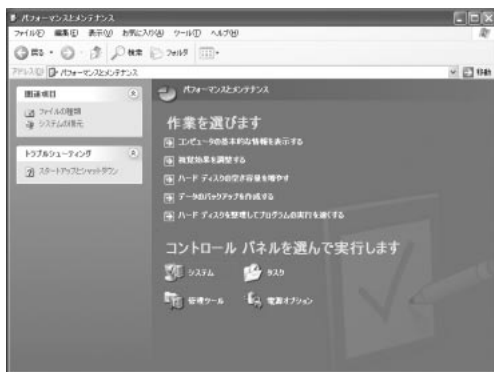 パフォーマンスとメンテナンス
ファイル(F) 編集(E) 表示(V) お気に入り(A) ツール(T) ヘルプ(H)
戻る 検索 フォルダ
アドレス(D) パフォーマンスとメンテナンス 移動
関連項目
ファイルの種類
システムの復元
トラブルシューティング
スタートアップとシャットダウン
パフォーマンスとメンテナンス
作業を選びます
コンピュータの基本的な情報を表示する
視覚効果を調整する
ハード ディスクの空き容量を増やす
データのバックアップを作成する
ハード ディスクを整理してプログラムの実行を速くする
コントロール パネルを選んで実行します
システム タスク
管理ツール 電源オプション